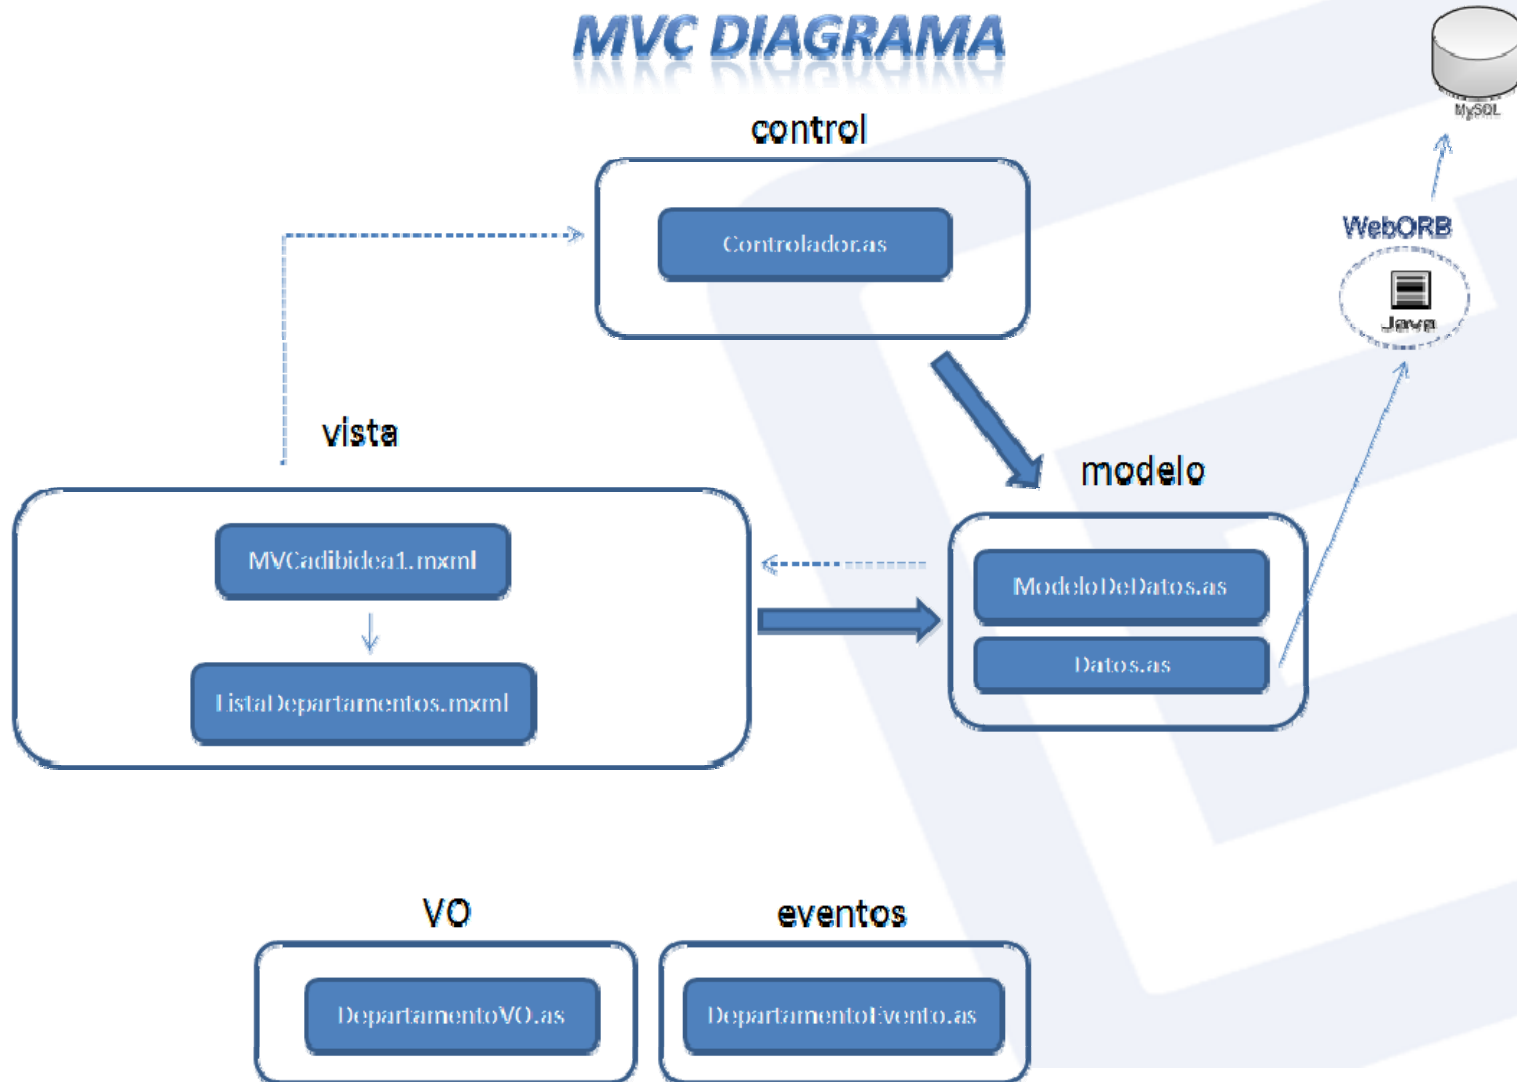 MVC DIAGRAMA
MySQL
control
WebORB
Controlador.as
Java
vista
modelo
MVCadibidea1.mxml
ModeloDeDatos.as
Datos.as
ListaDepartamentos.mxml
VO
eventos
DepartamentoVO.as
DepartamentoEvento.as